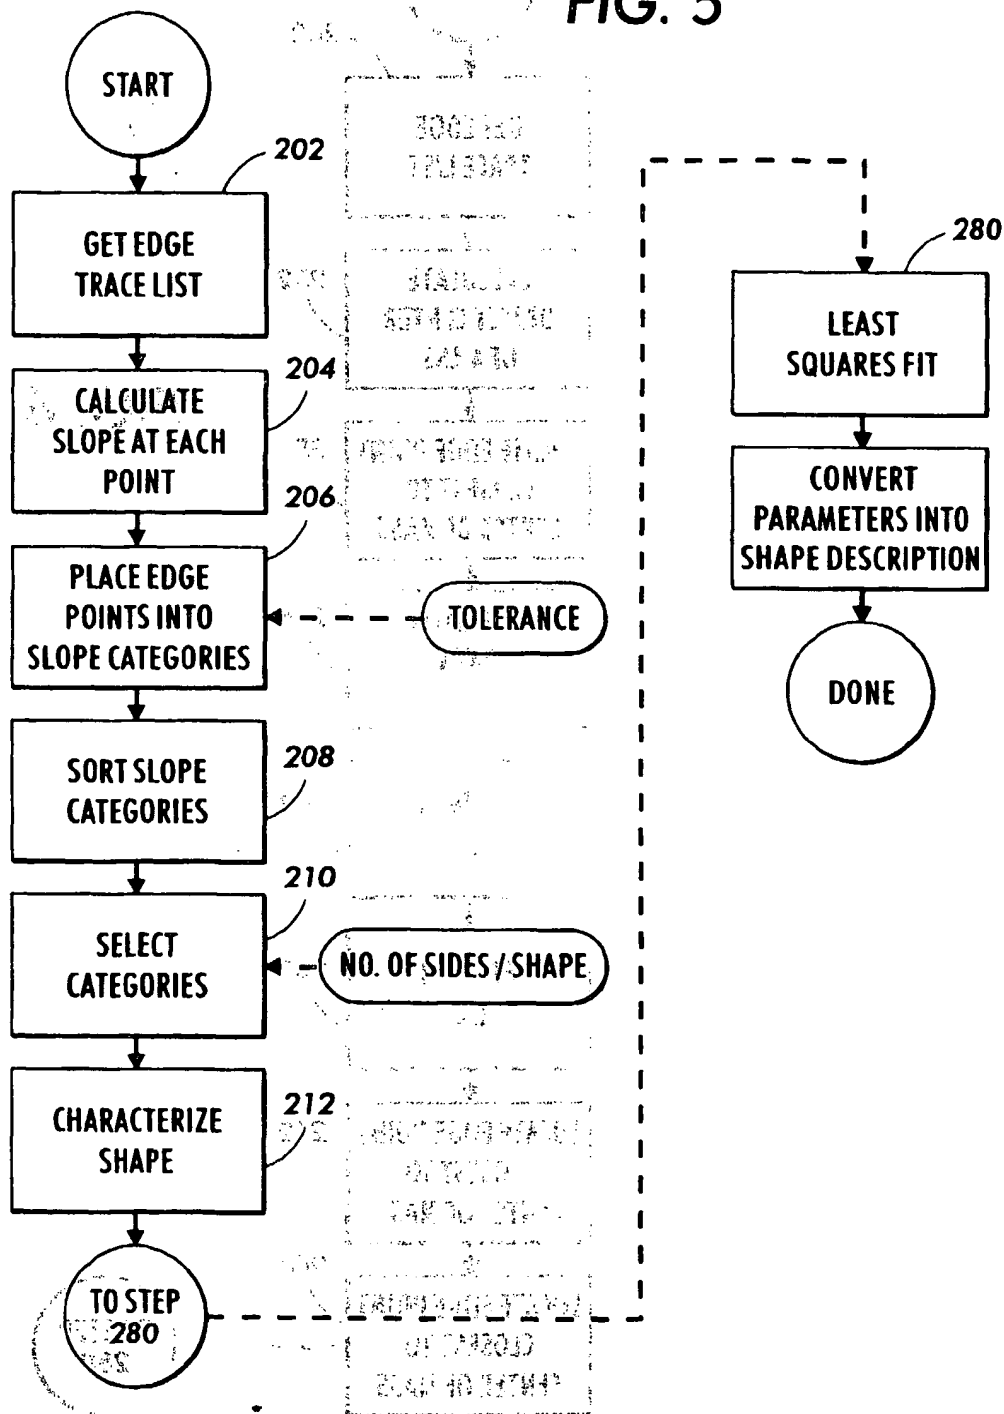 FIG. 5
START
202
GET EDGE
TRACE LIST
204
CALCULATE
SLOPE AT EACH
POINT
206
PLACE EDGE
POINTS INTO
SLOPE CATEGORIES
TOLERANCE
208
SORT SLOPE
CATEGORIES
210
SELECT
CATEGORIES
NO. OF SIDES / SHAPE
212
CHARACTERIZE
SHAPE
TO STEP
280
280
LEAST
SQUARES FIT
CONVERT
PARAMETERS INTO
SHAPE DESCRIPTION
DONE